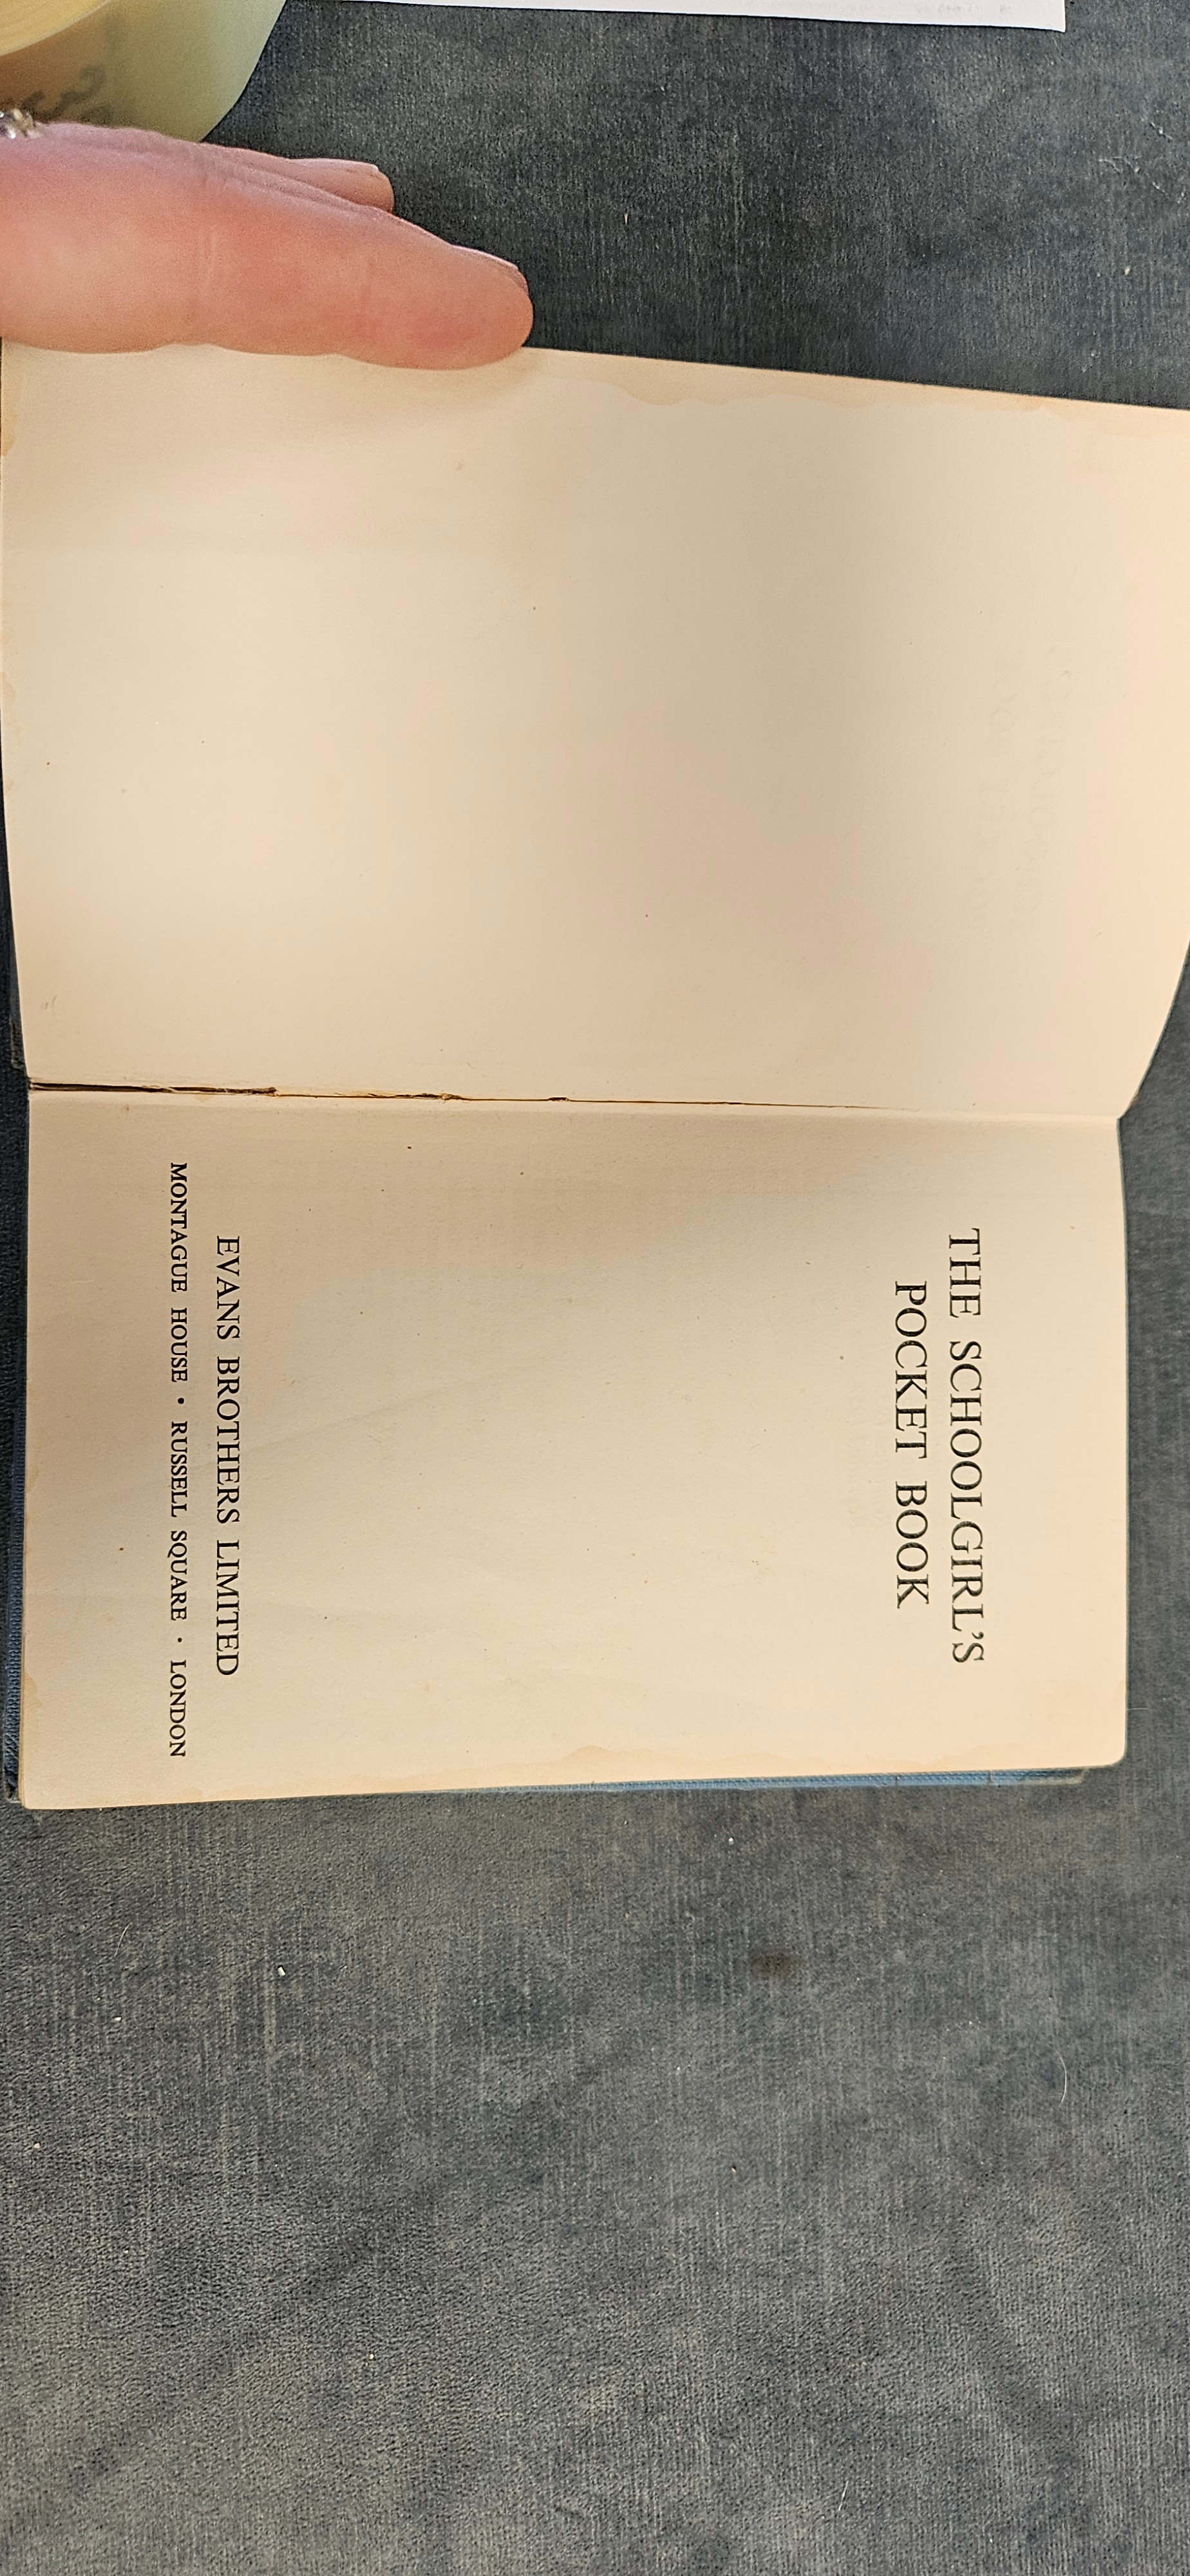 THE SCHOOLGIRL'S
POCKET BOOK
EVANS BROTHERS LIMITED
MONTAGUE HOUSE • RUSSELL SQUARE • LONDON